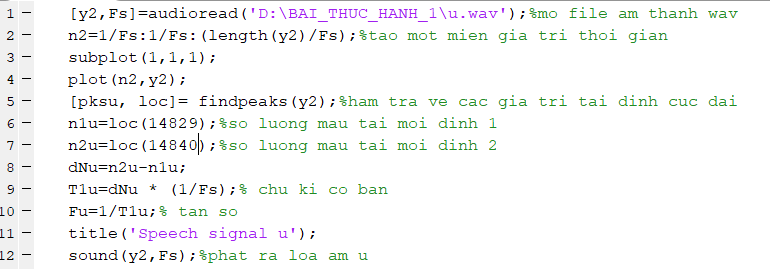 1 − [y2,Fs]=audioread('D:\BAI_THUC_HANH_1\u.wav');%mo file am thanh wav
2 − n2=1/Fs:1/Fs:(length(y2)/Fs);%tao mot mien gia tri thoi gian
3 − subplot(1,1,1);
4 − plot(n2,y2);
5 − [pksu, loc]= findpeaks(y2);%ham tra ve cac gia tri tai dinh cuc dai
6 − n1u=loc(14829);%so luong mau tai moi dinh 1
7 − n2u=loc(14840);%so luong mau tai moi dinh 2
8 − dNu=n2u-n1u;
9 − T1u=dNu * (1/Fs);% chu ki co ban
10 − Fu=1/T1u;% tan so
11 − title('Speech signal u');
12 − sound(y2,Fs);%phat ra loa am u